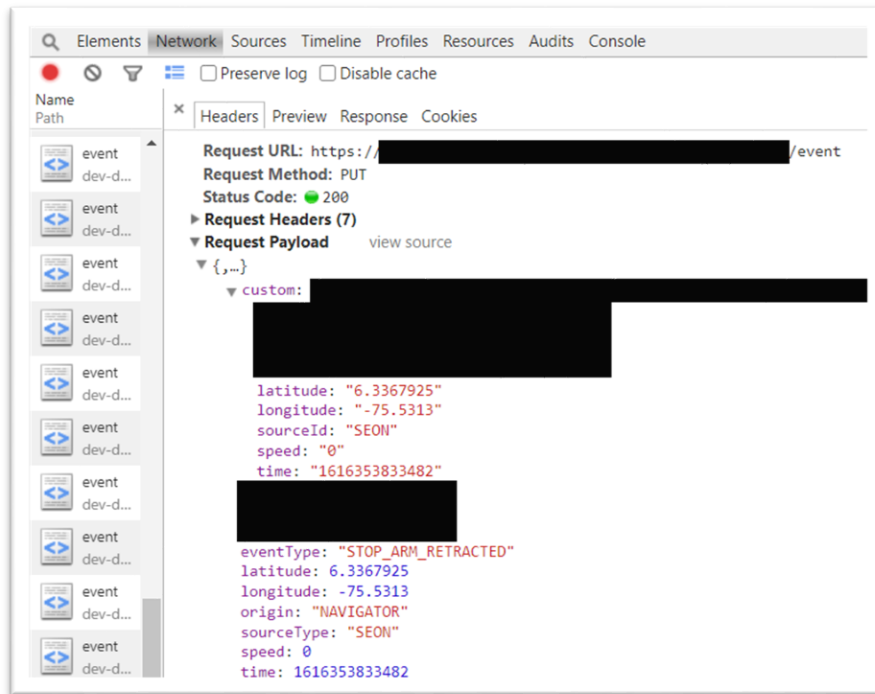 Elements Network Sources Timeline Profiles Resources Audits Console
Preserve log Disable cache
Name
Path
× Headers Preview Response Cookies
event
dev-d...
event
dev-d...
event
dev-d...
event
dev-d...
event
dev-d...
event
dev-d...
event
dev-d...
event
dev-d...
event
dev-d...
event
dev-d...
Request URL: https:// /event
Request Method: PUT
Status Code: 200
Request Headers (7)
Request Payload view source
{,…}
custom:
latitude: "6.3367925"
longitude: "-75.5313"
sourceId: "SEON"
speed: "0"
time: "1616353833482"
eventType: "STOP_ARM_RETRACTED"
latitude: 6.3367925
longitude: -75.5313
origin: "NAVIGATOR"
sourceType: "SEON"
speed: 0
time: 1616353833482